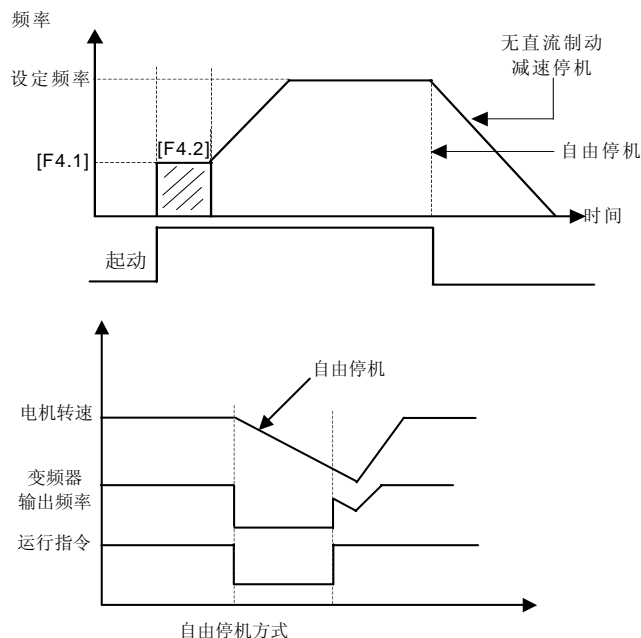 频率
无直流制动
减速停机
设定频率
[F4.2]
自由停机
[F4.1]
时间
起动
自由停机
电机转速
变频器
输出频率
运行指令
自由停机方式